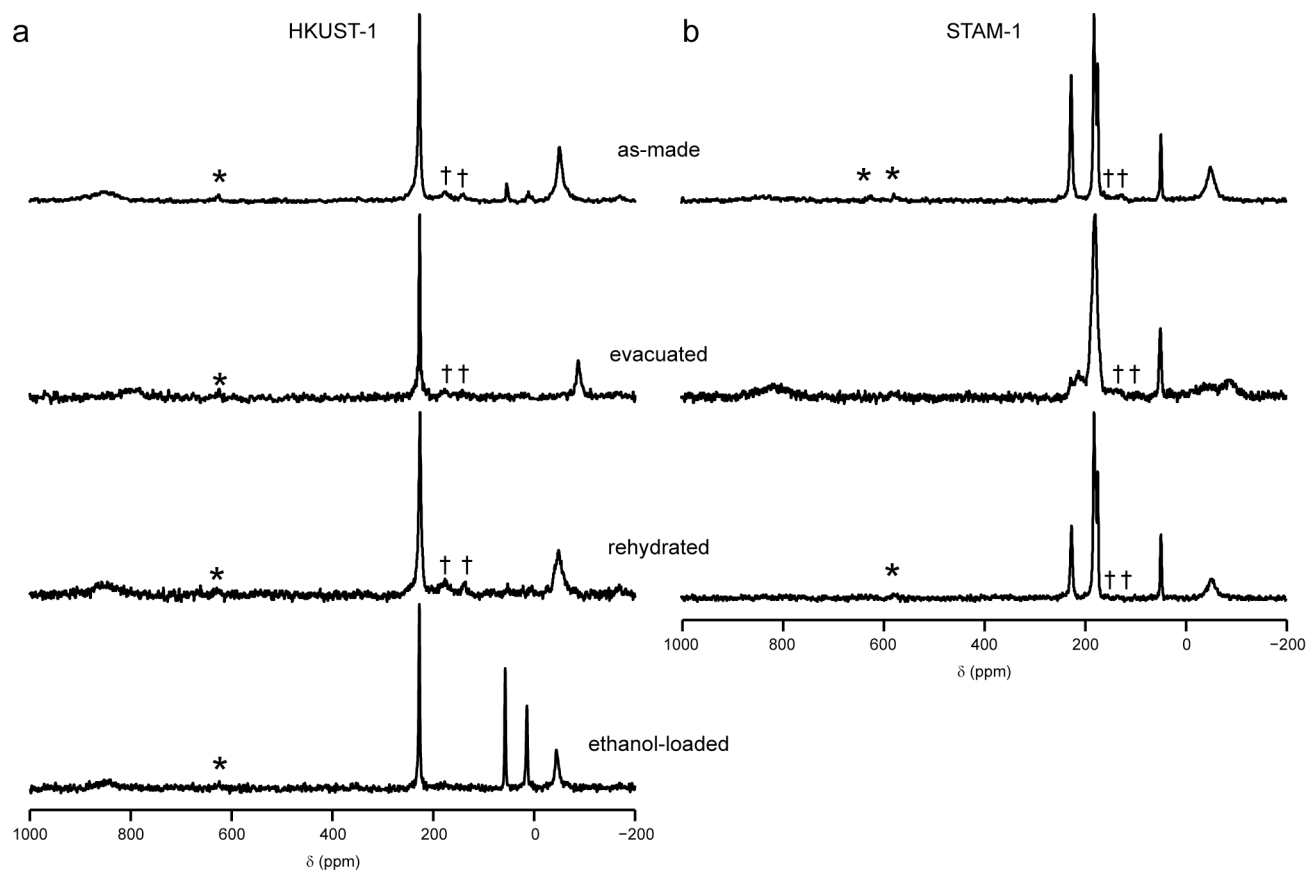 a
HKUST-1
b
STAM-1
as-made
* † † * * † †
evacuated
* † † † †
rehydrated
* † † * † †
1000 800 600 400 200 0 −200
δ (ppm)
ethanol-loaded
*
1000 800 600 400 200 0 −200
δ (ppm)